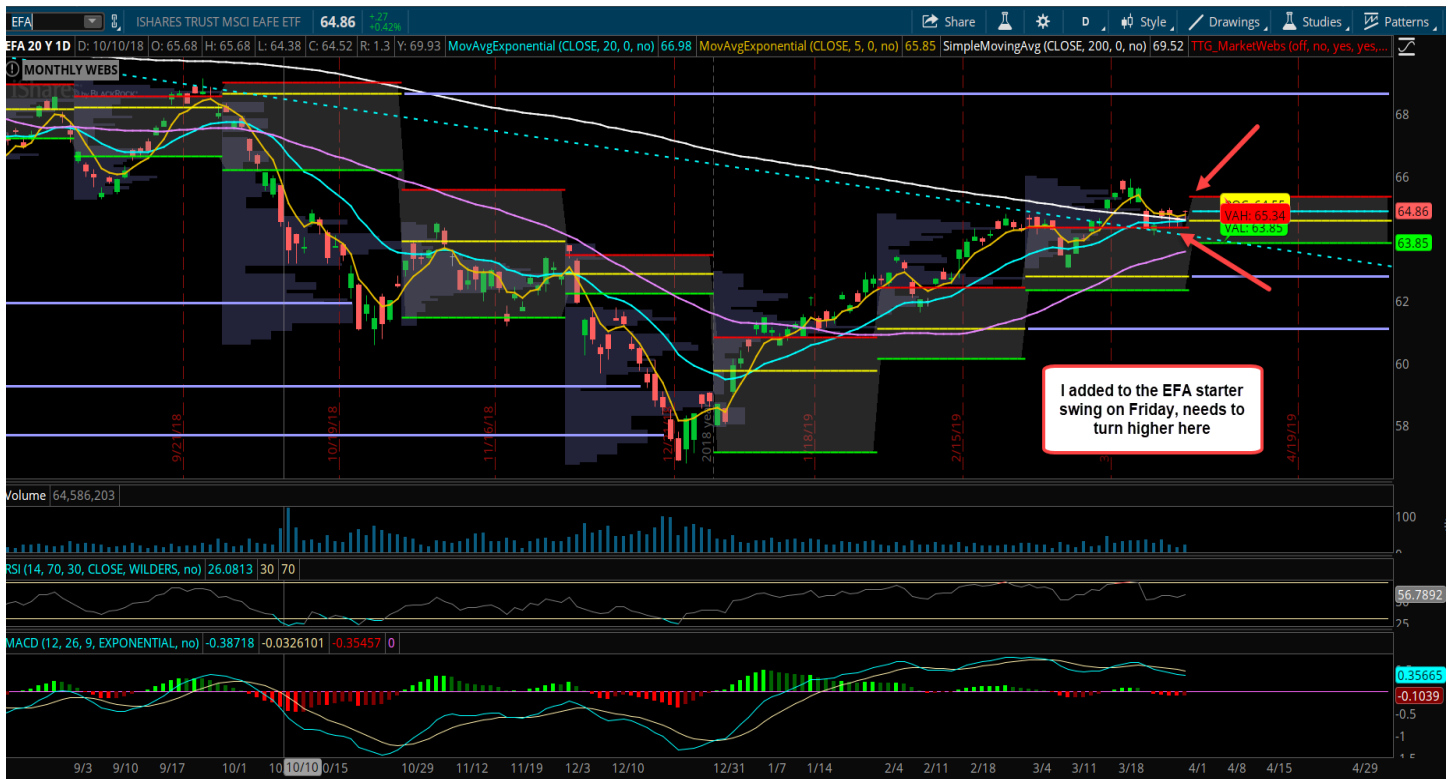 EFA ISHARES TRUST MSCI EAFE ETF 64.86 +.27 +0.42% Share D Style Drawings Studies Patterns
EFA 20 Y 1D D: 10/10/18 O: 65.68 H: 65.68 L: 64.38 C: 64.52 R: 1.3 Y: 69.93 MovAvgExponential (CLOSE, 20, 0, no) 66.98 MovAvgExponential (CLOSE, 5, 0, no) 65.85 SimpleMovingAvg (CLOSE, 200, 0, no) 69.52 TTG_MarketWebs (off, no, yes, yes,...
MONTHLY WEBS
iShares by BLACKROCK
68
66
64.86
VAH: 65.34
VAL: 63.85
63.85
62
60
58
I added to the EFA starter
swing on Friday, needs to
turn higher here
9/21/18
10/19/18
11/16/18
2018 year
1/18/19
2/15/19
4/19/19
Volume 64,586,203
100
RSI (14, 70, 30, CLOSE, WILDERS, no) 26.0813 30 70
56.7892
25
MACD (12, 26, 9, EXPONENTIAL, no) -0.38718 -0.0326101 -0.35457 0
0.35665
-0.1039
-0.5
-1
9/3 9/10 9/17 10/1 10/10 10/15 10/29 11/12 11/19 12/3 12/10 12/31 1/7 1/14 2/4 2/11 2/18 3/4 3/11 3/18 4/1 4/8 4/15 4/29